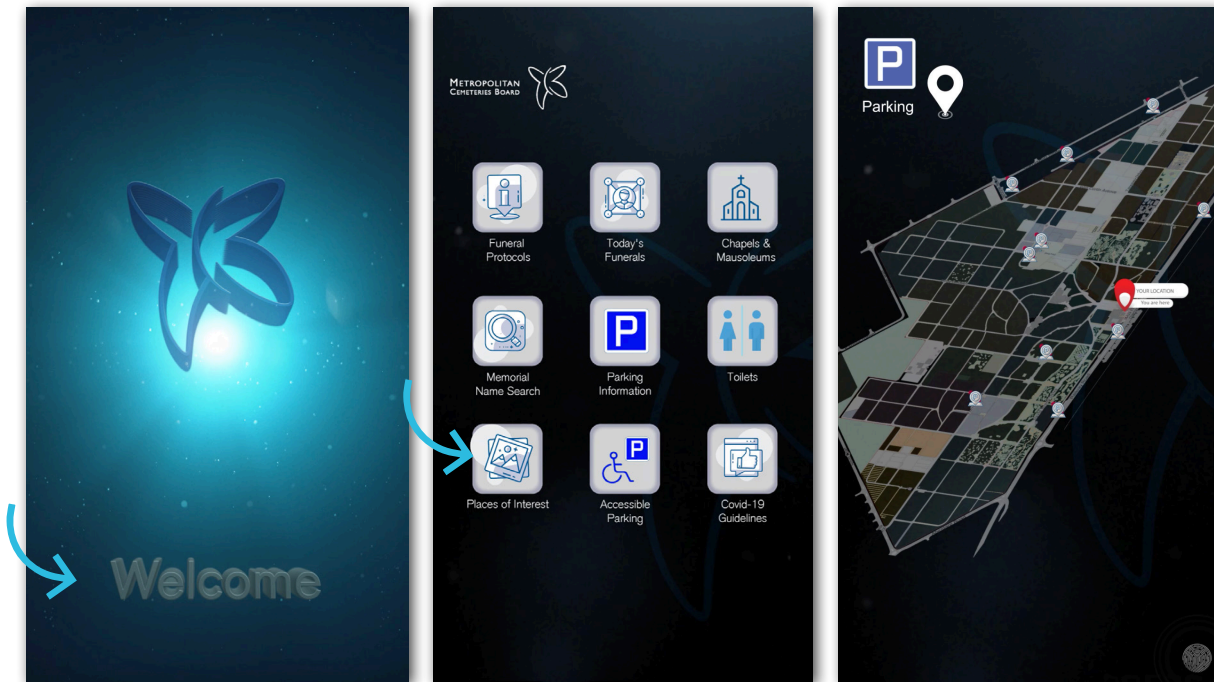 Welcome
METROPOLITAN
CEMETERIES BOARD
Funeral
Protocols
Today's
Funerals
Chapels &
Mausoleums
Memorial
Name Search
P
Parking
Information
Toilets
Places of Interest
P
Accessible
Parking
Covid-19
Guidelines
P
Parking
YOUR LOCATION
You are here